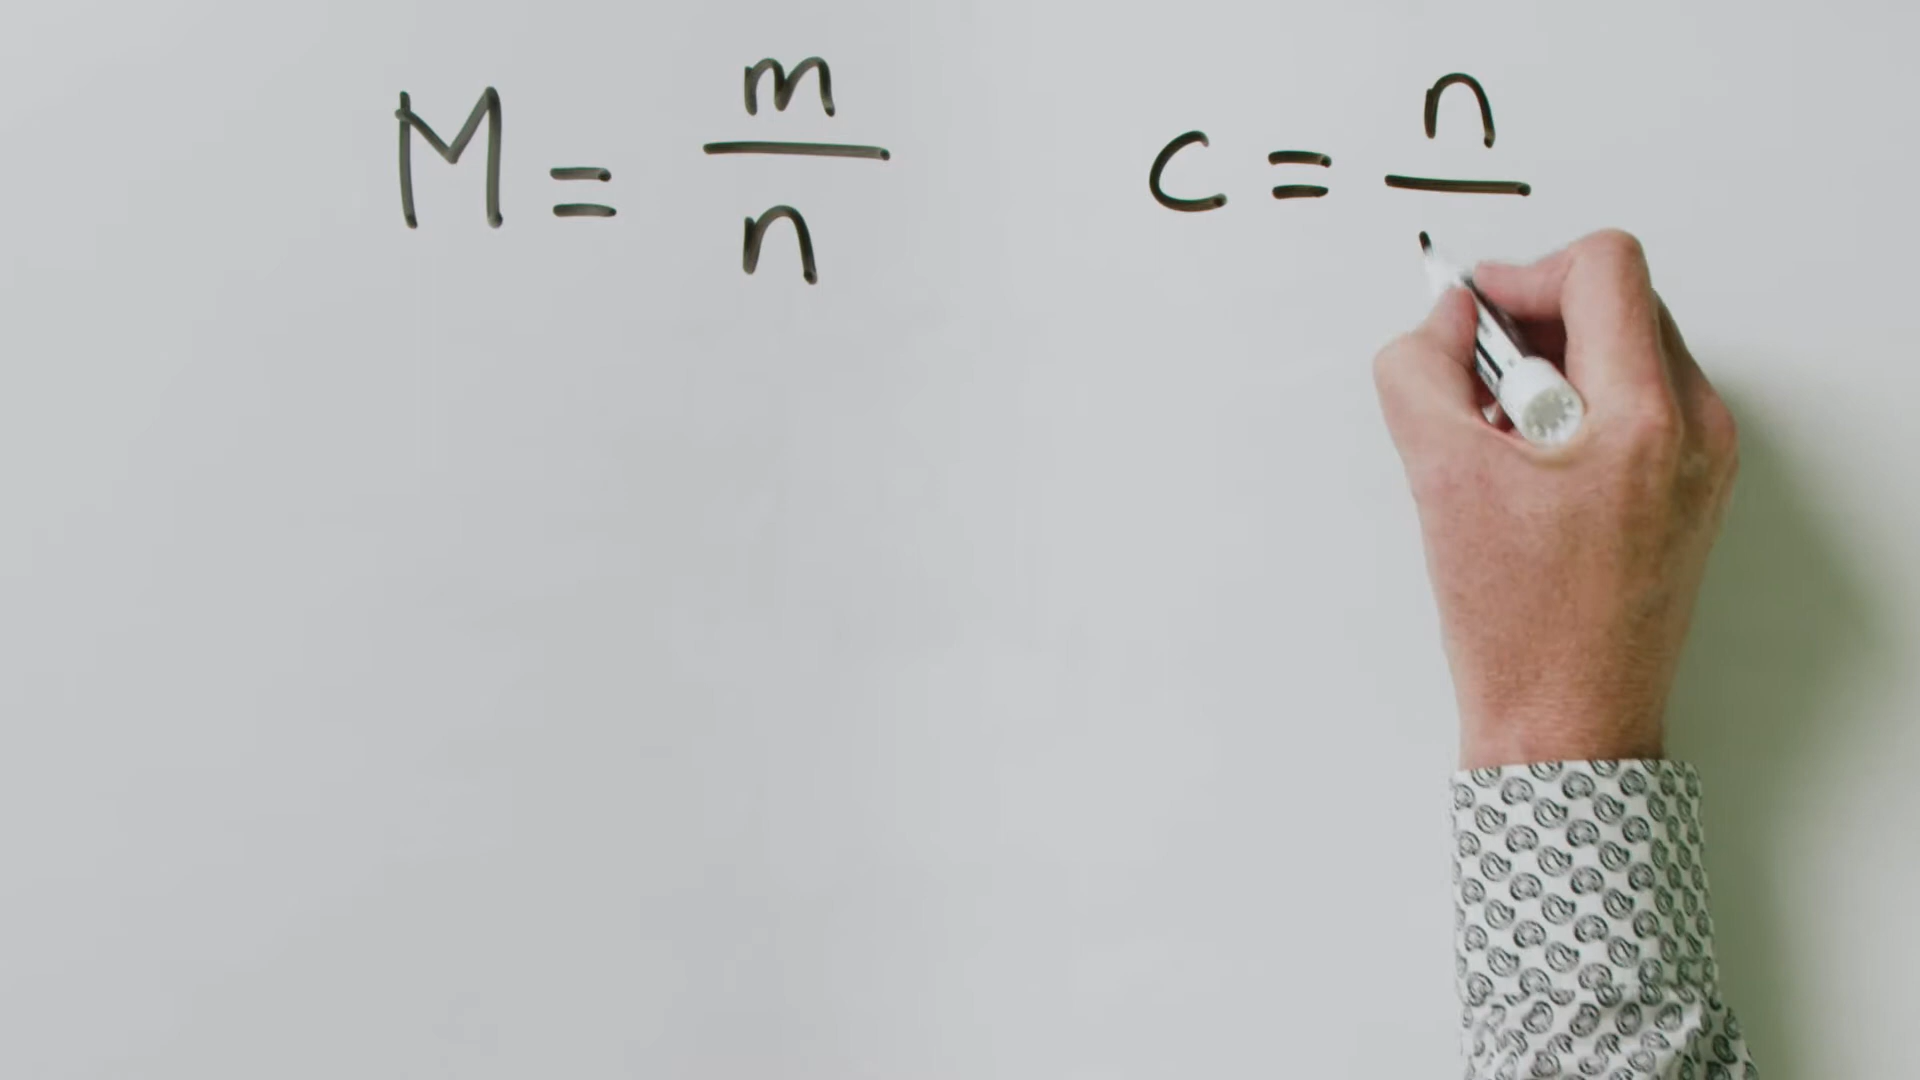 M = m/n
c = n/